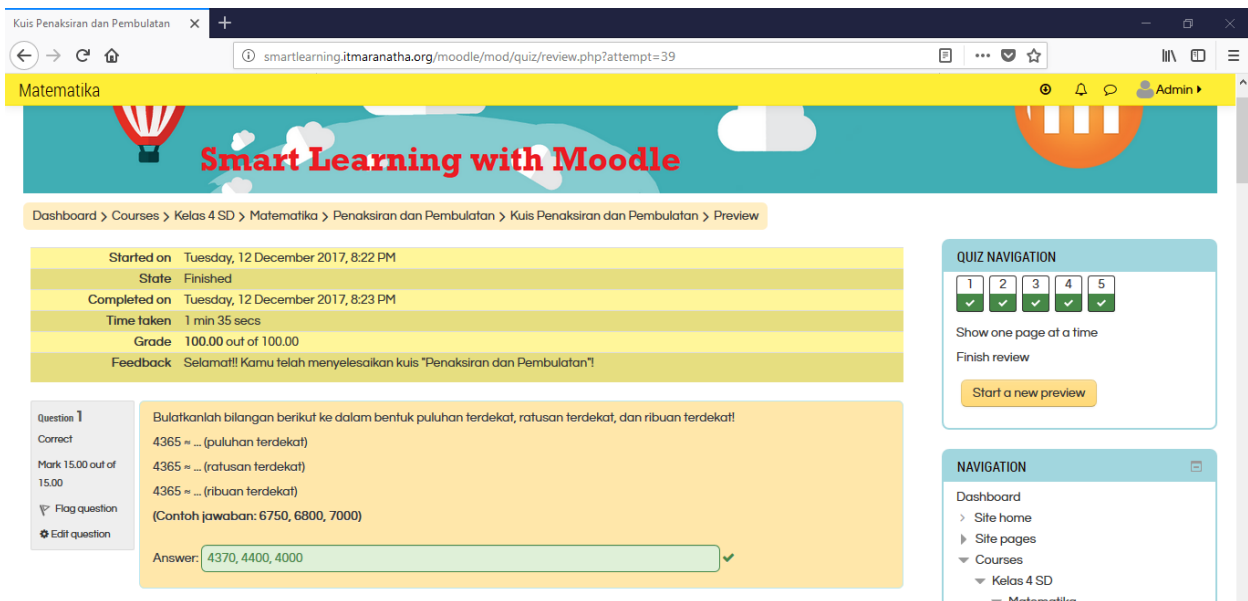 Kuis Penaksiran dan Pembulatan
smartlearning.itmaranatha.org/moodle/mod/quiz/review.php?attempt=39
Matematika
Admin
Smart Learning with Moodle
Dashboard > Courses > Kelas 4 SD > Matematika > Penaksiran dan Pembulatan > Kuis Penaksiran dan Pembulatan > Preview
Started on Tuesday, 12 December 2017, 8:22 PM
State Finished
Completed on Tuesday, 12 December 2017, 8:23 PM
Time taken 1 min 35 secs
Grade 100.00 out of 100.00
Feedback Selamat!! Kamu telah menyelesaikan kuis "Penaksiran dan Pembulatan"!
Question 1
Correct
Mark 15.00 out of
15.00
Flag question
Edit question
Bulatkanlah bilangan berikut ke dalam bentuk puluhan terdekat, ratusan terdekat, dan ribuan terdekat!
4365 ≈ ... (puluhan terdekat)
4365 ≈ ... (ratusan terdekat)
4365 ≈ ... (ribuan terdekat)
(Contoh jawaban: 6750, 6800, 7000)
Answer: 4370, 4400, 4000
QUIZ NAVIGATION
1 2 3 4 5
Show one page at a time
Finish review
Start a new preview
NAVIGATION
Dashboard
Site home
Site pages
Courses
Kelas 4 SD
Matematika